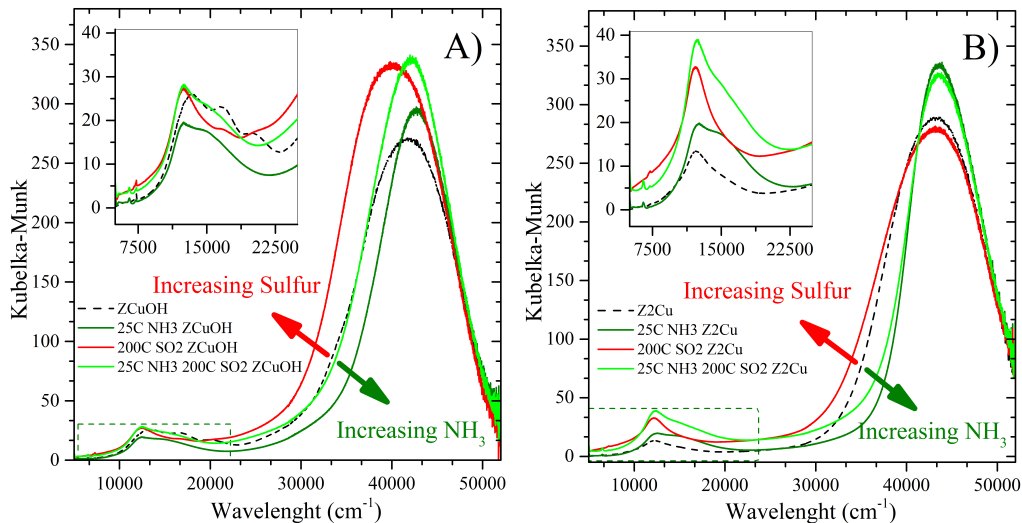 A)
Kubelka-Munk
350
300
250
200
150
100
50
0
40
30
20
10
0
7500 15000 22500
Increasing Sulfur
ZCuOH
25C NH3 ZCuOH
200C SO2 ZCuOH
25C NH3 200C SO2 ZCuOH
Increasing NH3
10000 20000 30000 40000 50000
Wavelenght (cm-1)
B)
Kubelka-Munk
350
300
250
200
150
100
50
0
40
30
20
10
0
7500 15000 22500
Increasing Sulfur
Z2Cu
25C NH3 Z2Cu
200C SO2 Z2Cu
25C NH3 200C SO2 Z2Cu
Increasing NH3
10000 20000 30000 40000 50000
Wavelenght (cm-1)